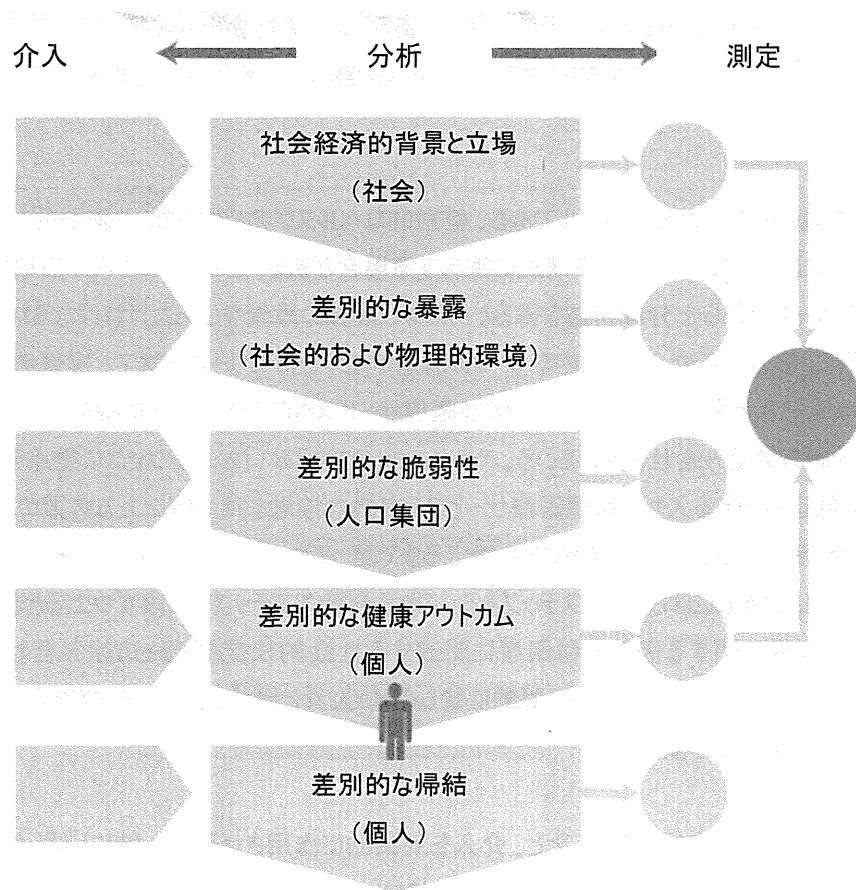 介入 分析 測定
社会経済的背景と立場
(社会)
差別的な暴露
(社会的および物理的環境)
差別的な脆弱性
(人口集団)
差別的な健康アウトカム
(個人)
差別的な帰結
(個人)